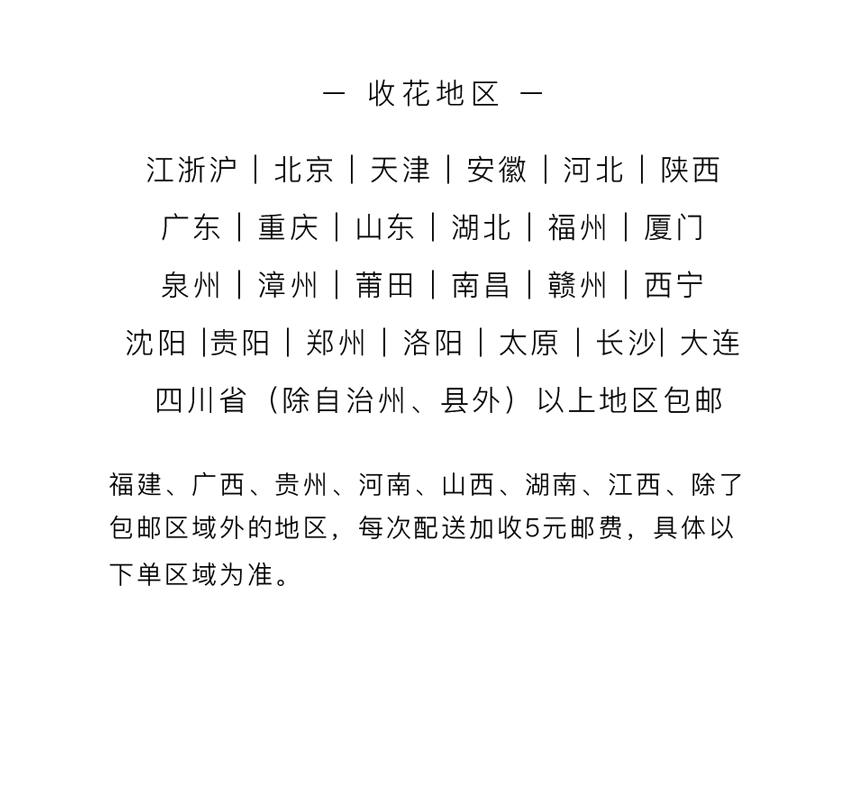 — 收花地区 —
江浙沪 | 北京 | 天津 | 安徽 | 河北 | 陕西
广东 | 重庆 | 山东 | 湖北 | 福州 | 厦门
泉州 | 漳州 | 莆田 | 南昌 | 赣州 | 西宁
沈阳 |贵阳 | 郑州 | 洛阳 | 太原 | 长沙| 大连
四川省（除自治州、县外）以上地区包邮
福建、广西、贵州、河南、山西、湖南、江西、除了
包邮区域外的地区，每次配送加收5元邮费，具体以
下单区域为准。